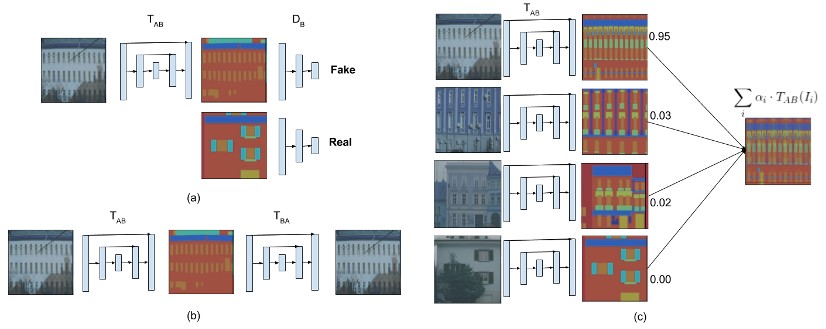 T_AB
D_B
Fake
Real
(a)
T_AB
T_BA
(b)
T_AB
0.95
0.03
0.02
0.00
∑_i α_i · T_AB(I_i)
(c)